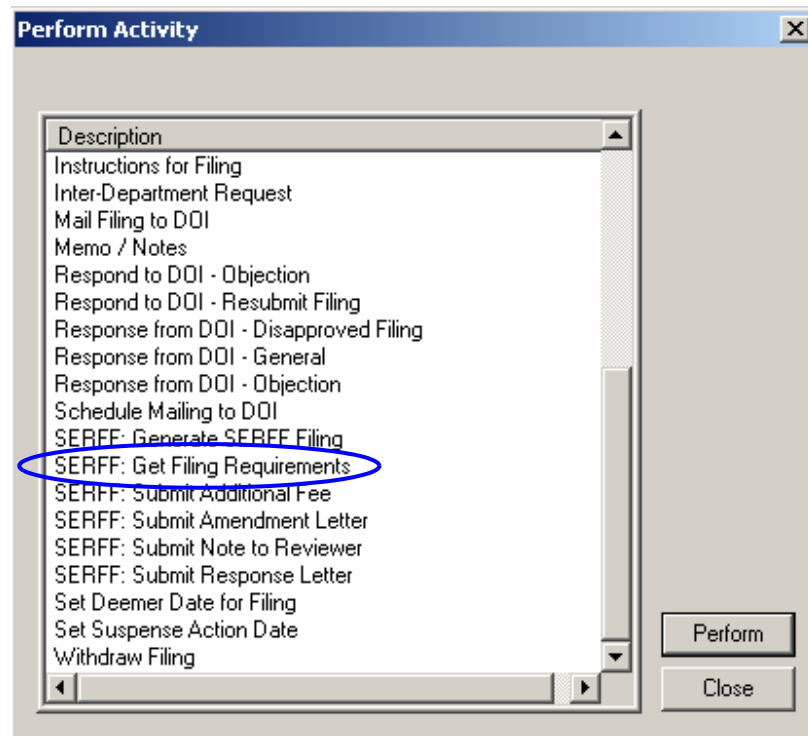 Perform Activity
Description
Instructions for Filing
Inter-Department Request
Mail Filing to DOI
Memo / Notes
Respond to DOI - Objection
Respond to DOI - Resubmit Filing
Response from DOI - Disapproved Filing
Response from DOI - General
Response from DOI - Objection
Schedule Mailing to DOI
SERFF: Generate SERFF Filing
SERFF: Get Filing Requirements
SERFF: Submit Additional Fee
SERFF: Submit Amendment Letter
SERFF: Submit Note to Reviewer
SERFF: Submit Response Letter
Set Deemer Date for Filing
Set Suspense Action Date
Withdraw Filing
Perform
Close